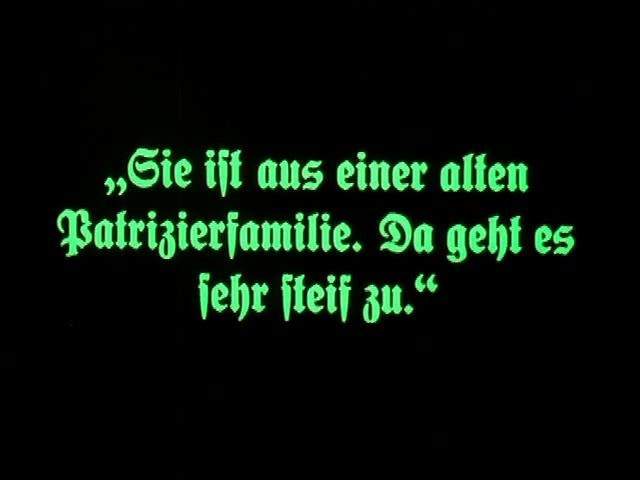 „Sie ist aus einer alten
Patrizierfamilie. Da geht es
sehr steif zu.“